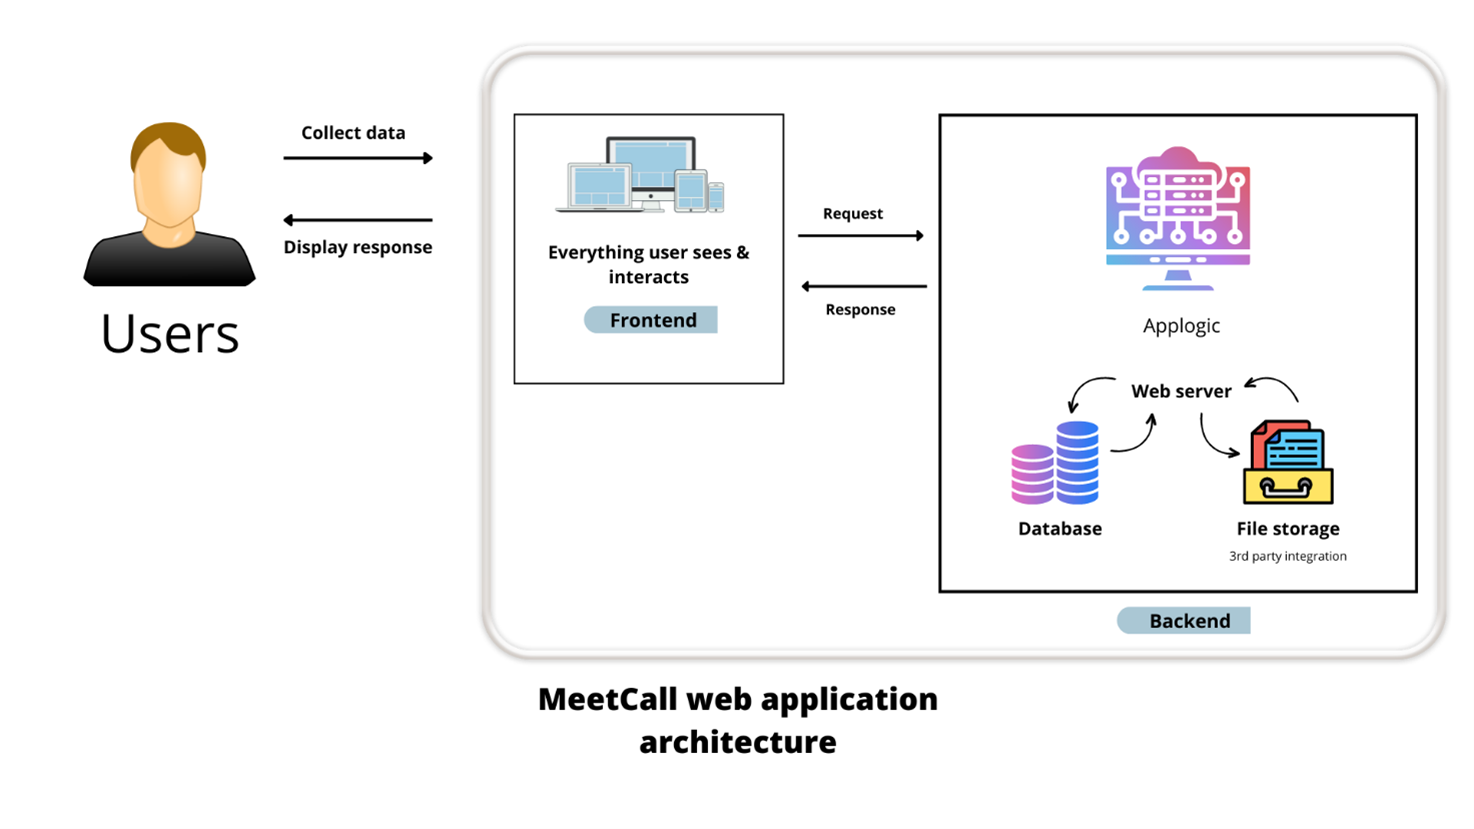 Collect data
Display response
Users
Everything user sees &
interacts
Frontend
Request
Response
Applogic
Web server
Database
File storage
3rd party integration
Backend
MeetCall web application
architecture